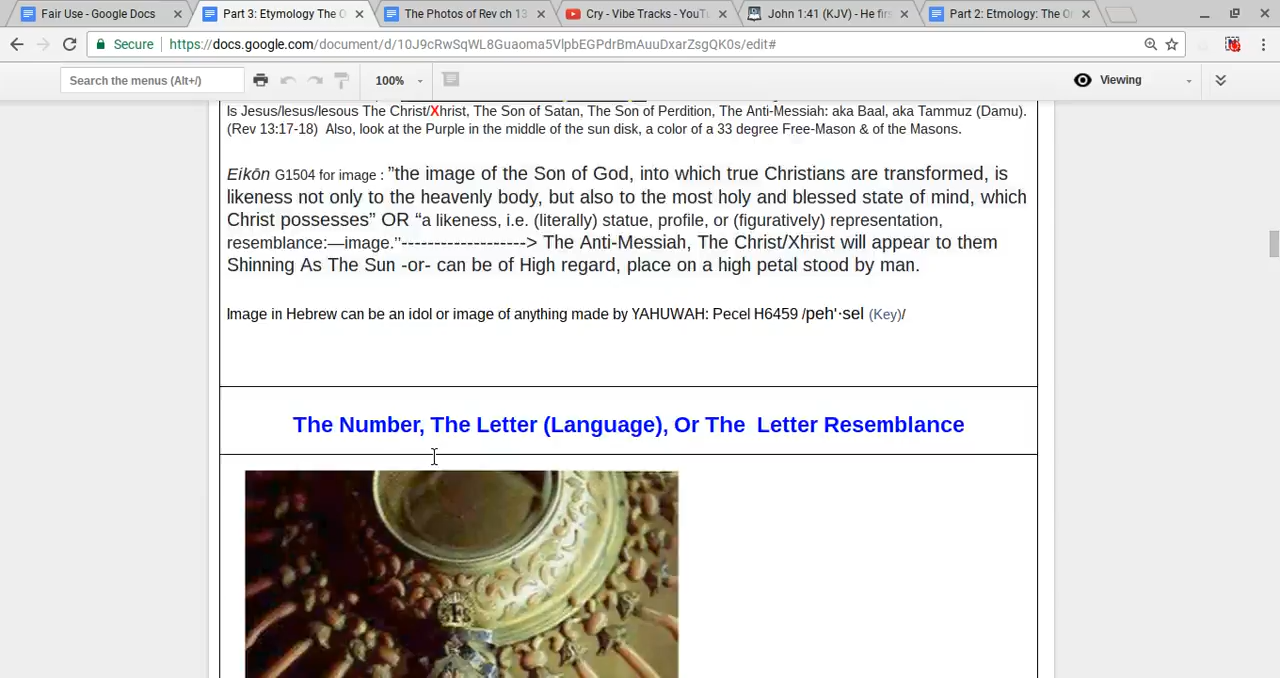 Fair Use - Google Docs
Part 3: Etymology The O
The Photos of Rev ch 13
Cry - Vibe Tracks - YouTu
John 1:41 (KJV) - He firs
Part 2: Etmology: The Or
Secure https://docs.google.com/document/d/10J9cRwSqWL8Guaoma5VlpbEGPdrBmAuuDxarZsgQK0s/edit#
Search the menus (Alt+/)
100%
Viewing
Is Jesus/Iesus/Iesous The Christ/Xhrist, The Son of Satan, The Son of Perdition, The Anti-Messiah: aka Baal, aka Tammuz (Damu).
(Rev 13:17-18) Also, look at the Purple in the middle of the sun disk, a color of a 33 degree Free-Mason & of the Masons.
Eikōn G1504 for image : ”the image of the Son of God, into which true Christians are transformed, is
likeness not only to the heavenly body, but also to the most holy and blessed state of mind, which
Christ possesses” OR “a likeness, i.e. (literally) statue, profile, or (figuratively) representation,
resemblance:—image.”-------------------> The Anti-Messiah, The Christ/Xhrist will appear to them
Shinning As The Sun -or- can be of High regard, place on a high petal stood by man.
Image in Hebrew can be an idol or image of anything made by YAHUWAH: Pecel H6459 /peh'·sel (Key)/
The Number, The Letter (Language), Or The Letter Resemblance